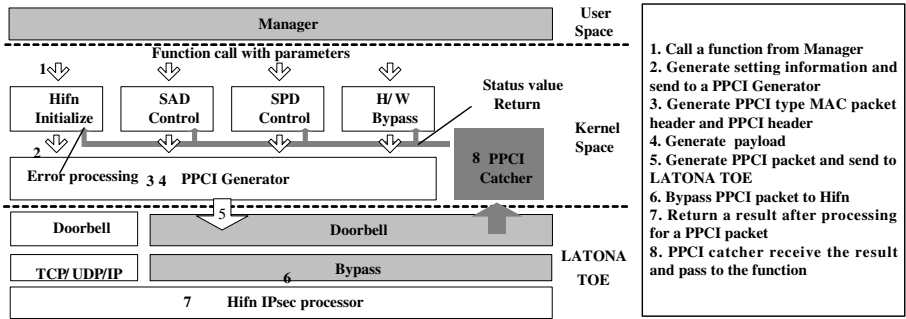 Manager
User
Space
Function call with parameters
1
Hifn
Initialize
SAD
Control
SPD
Control
H/W
Bypass
Status value
Return
Kernel
Space
2
8 PPCI
Catcher
Error processing
3 4 PPCI Generator
5
Doorbell
Doorbell
LATONA
TOE
TCP/UDP/IP
Bypass
6
7 Hifn IPsec processor
1. Call a function from Manager
2. Generate setting information and
send to a PPCI Generator
3. Generate PPCI type MAC packet
header and PPCI header
4. Generate payload
5. Generate PPCI packet and send to
LATONA TOE
6. Bypass PPCI packet to Hifn
7. Return a result after processing
for a PPCI packet
8. PPCI catcher receive the result
and pass to the function